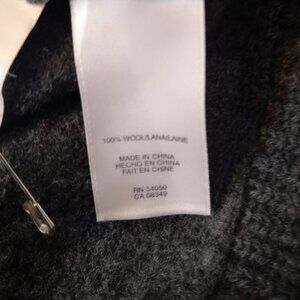 100% WOOL/LANA/LAINE
MADE IN CHINA
HECHO EN CHINA
FAIT EN CHINE
RN 54050
CA 08349